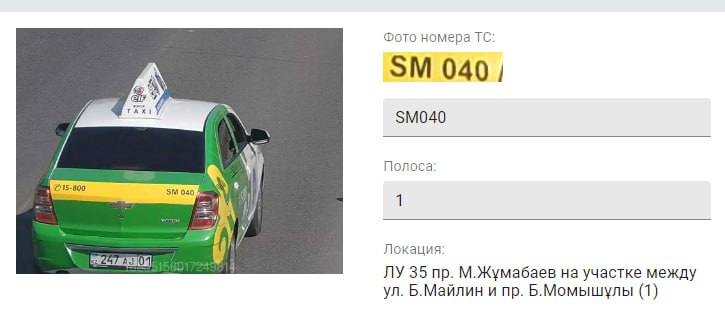 Фото номера ТС:
SM 040
SM040
Полоса:
1
Локация:
ЛУ 35 пр. М.Жұмабаев на участке между
ул. Б.Майлин и пр. Б.Момышұлы (1)
elf
TAXI
15-800
SM 040
247 AJ 01